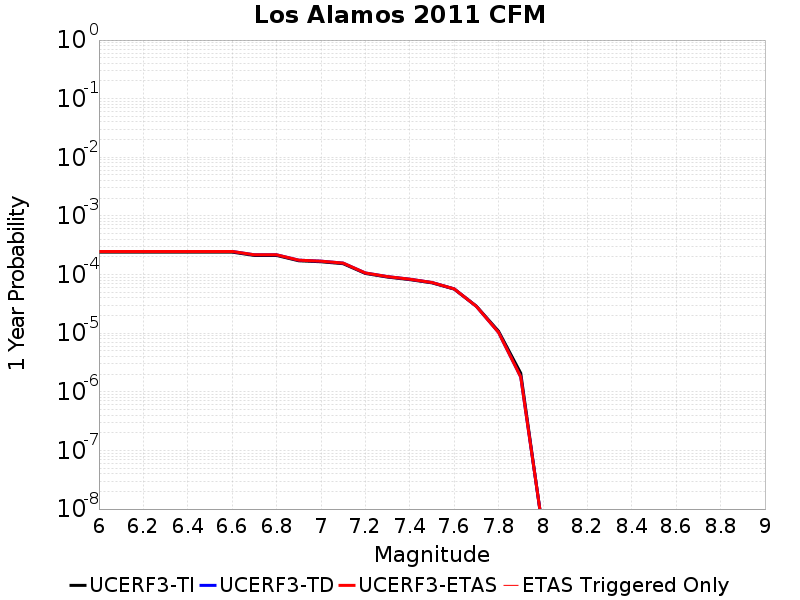 Los Alamos 2011 CFM
1 Year Probability
10^0
10^-1
10^-2
10^-3
10^-4
10^-5
10^-6
10^-7
10^-8
6 6.2 6.4 6.6 6.8 7 7.2 7.4 7.6 7.8 8 8.2 8.4 8.6 8.8 9
Magnitude
UCERF3-TI UCERF3-TD UCERF3-ETAS ETAS Triggered Only